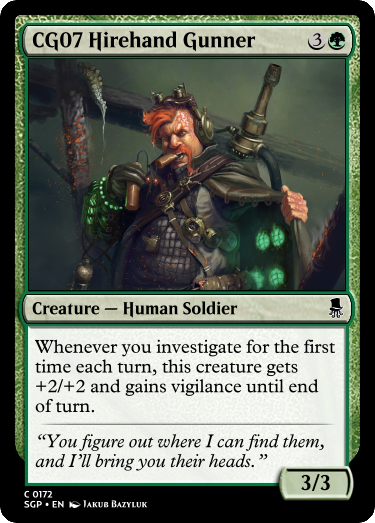 CG07 Hirehand Gunner 3
Creature — Human Soldier
Whenever you investigate for the first
time each turn, this creature gets
+2/+2 and gains vigilance until end
of turn.
“You figure out where I can find them,
and I’ll bring you their heads.”
3/3
C 0172
SGP • EN Jakub Bazyluk